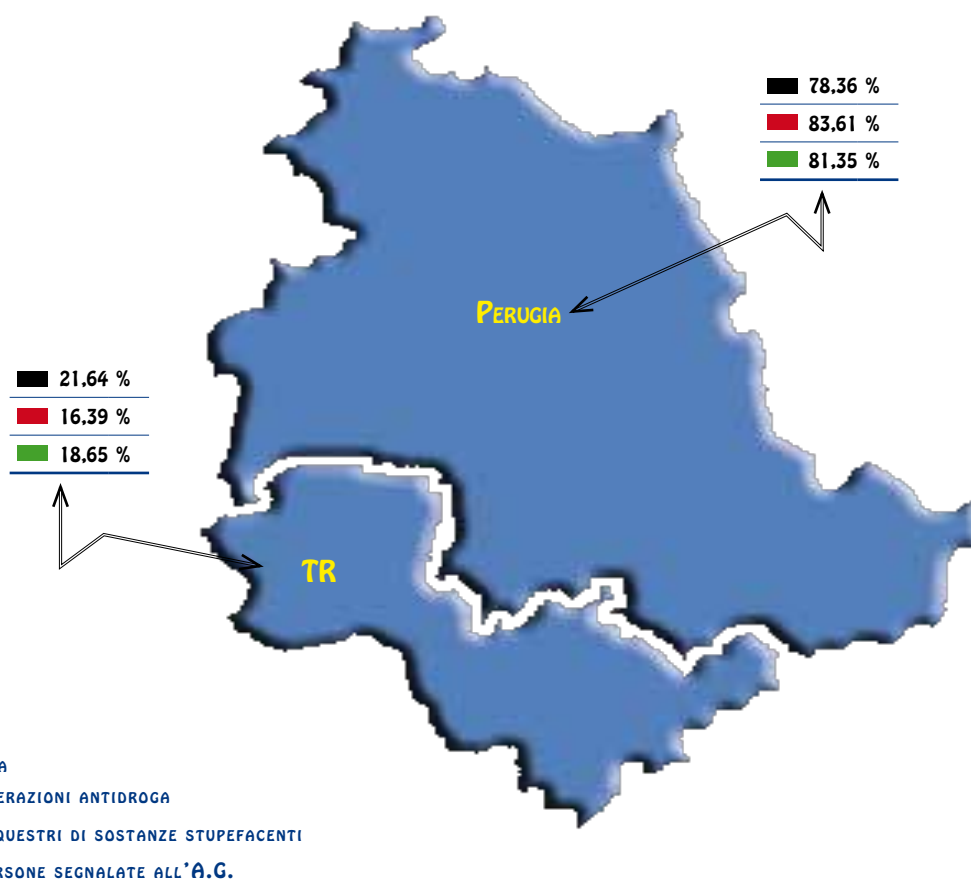 78,36 %
83,61 %
81,35 %
Perugia
21,64 %
16,39 %
18,65 %
TR
ERAZIONI ANTIDROGA
QUESTRI DI SOSTANZE STUPEFACENTI
RSONE SEGNALATE ALL'A.G.